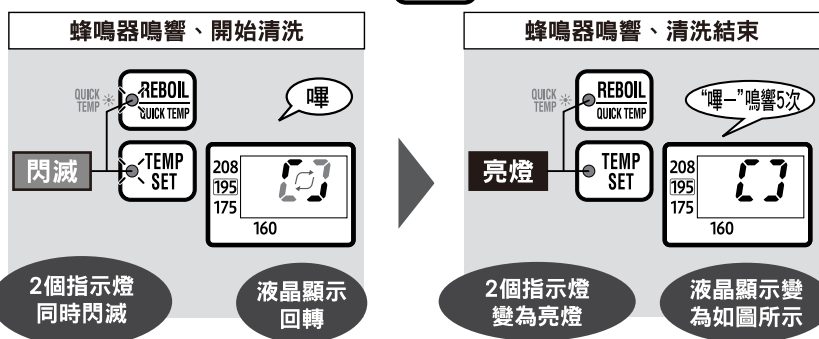 蜂鳴器鳴響、開始清洗
QUICK
TEMP
REBOIL
QUICK TEMP
嗶
閃滅
TEMP
SET
208
195
175
160
2個指示燈
同時閃滅
液晶顯示
回轉
蜂鳴器鳴響、清洗結束
QUICK
TEMP
REBOIL
QUICK TEMP
“嗶一”鳴響5次
亮燈
TEMP
SET
208
195
175
160
2個指示燈
變為亮燈
液晶顯示變
為如圖所示